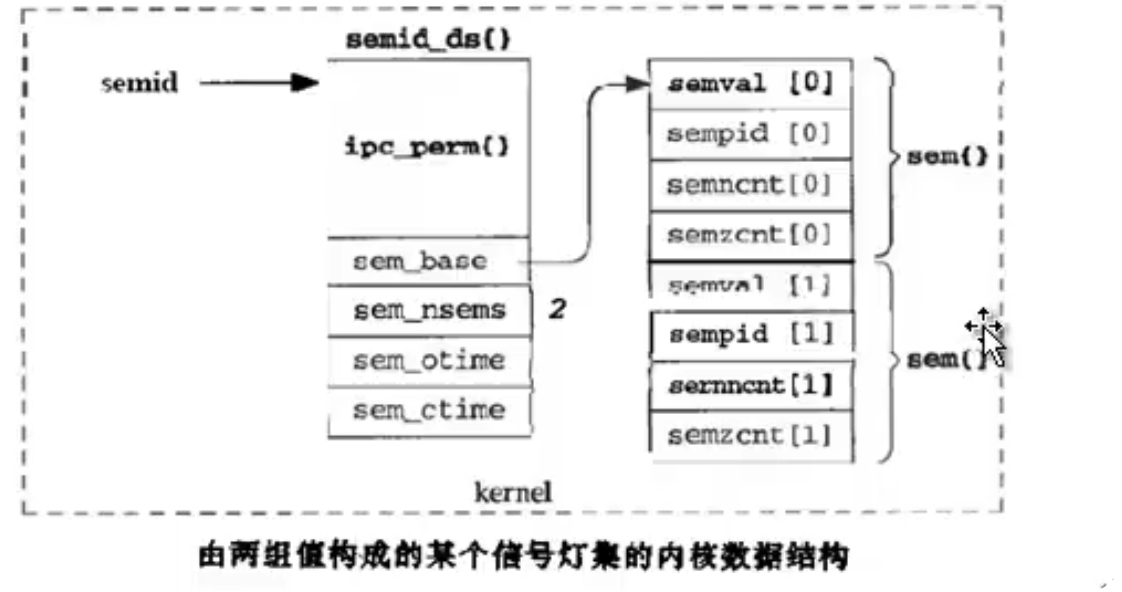 semid_ds{}
semid
ipc_perm{}
sem_base
sem_nsems
2
sem_otime
sem_ctime
semval [0]
sempid [0]
semncnt[0]
semzcnt[0]
sem{}
semval [1]
sempid [1]
sernncnt[1]
semzcnt[1]
sem{}
kernel
由两组值构成的某个信号灯集的内核数据结构